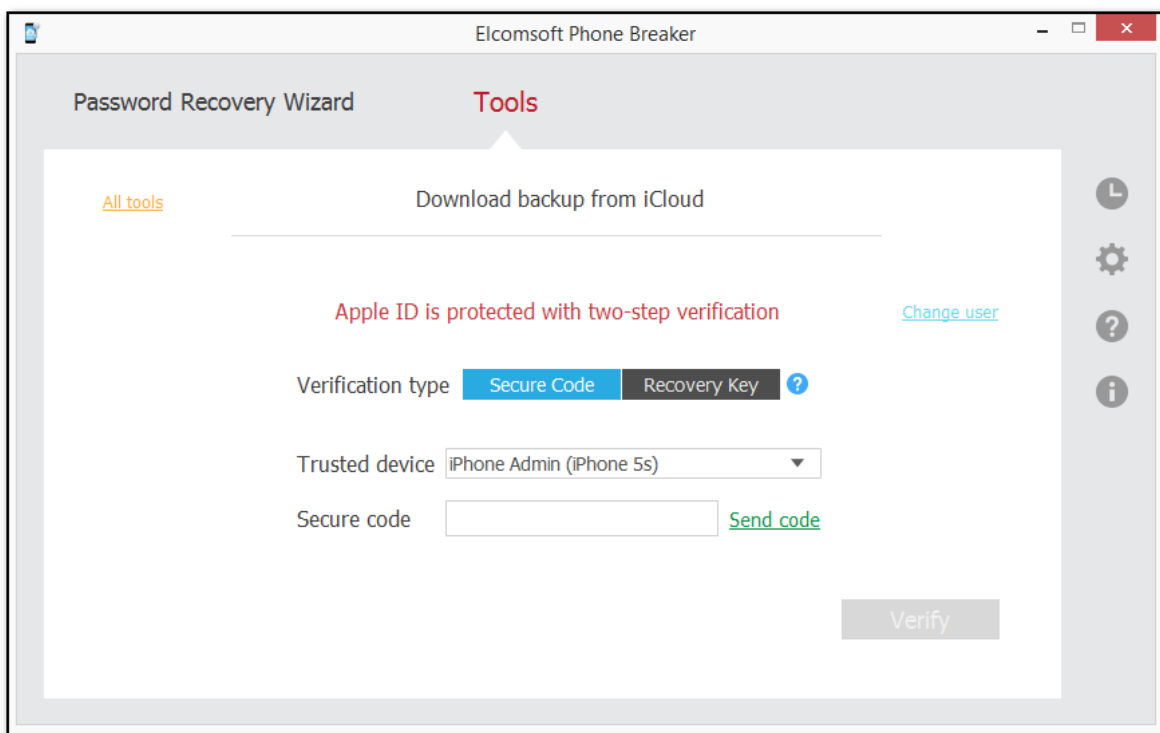 Elcomsoft Phone Breaker
Password Recovery Wizard Tools
All tools Download backup from iCloud
Apple ID is protected with two-step verification Change user
Verification type Secure Code Recovery Key ?
Trusted device iPhone Admin (iPhone 5s)
Secure code Send code
Verify